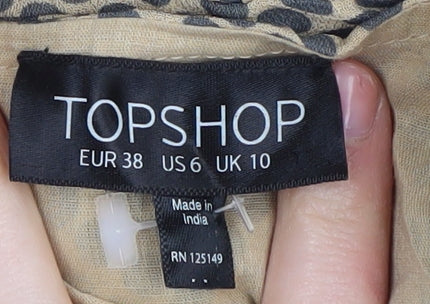 TOPSHOP
EUR 38 US 6 UK 10
Made in
India
RN 125149